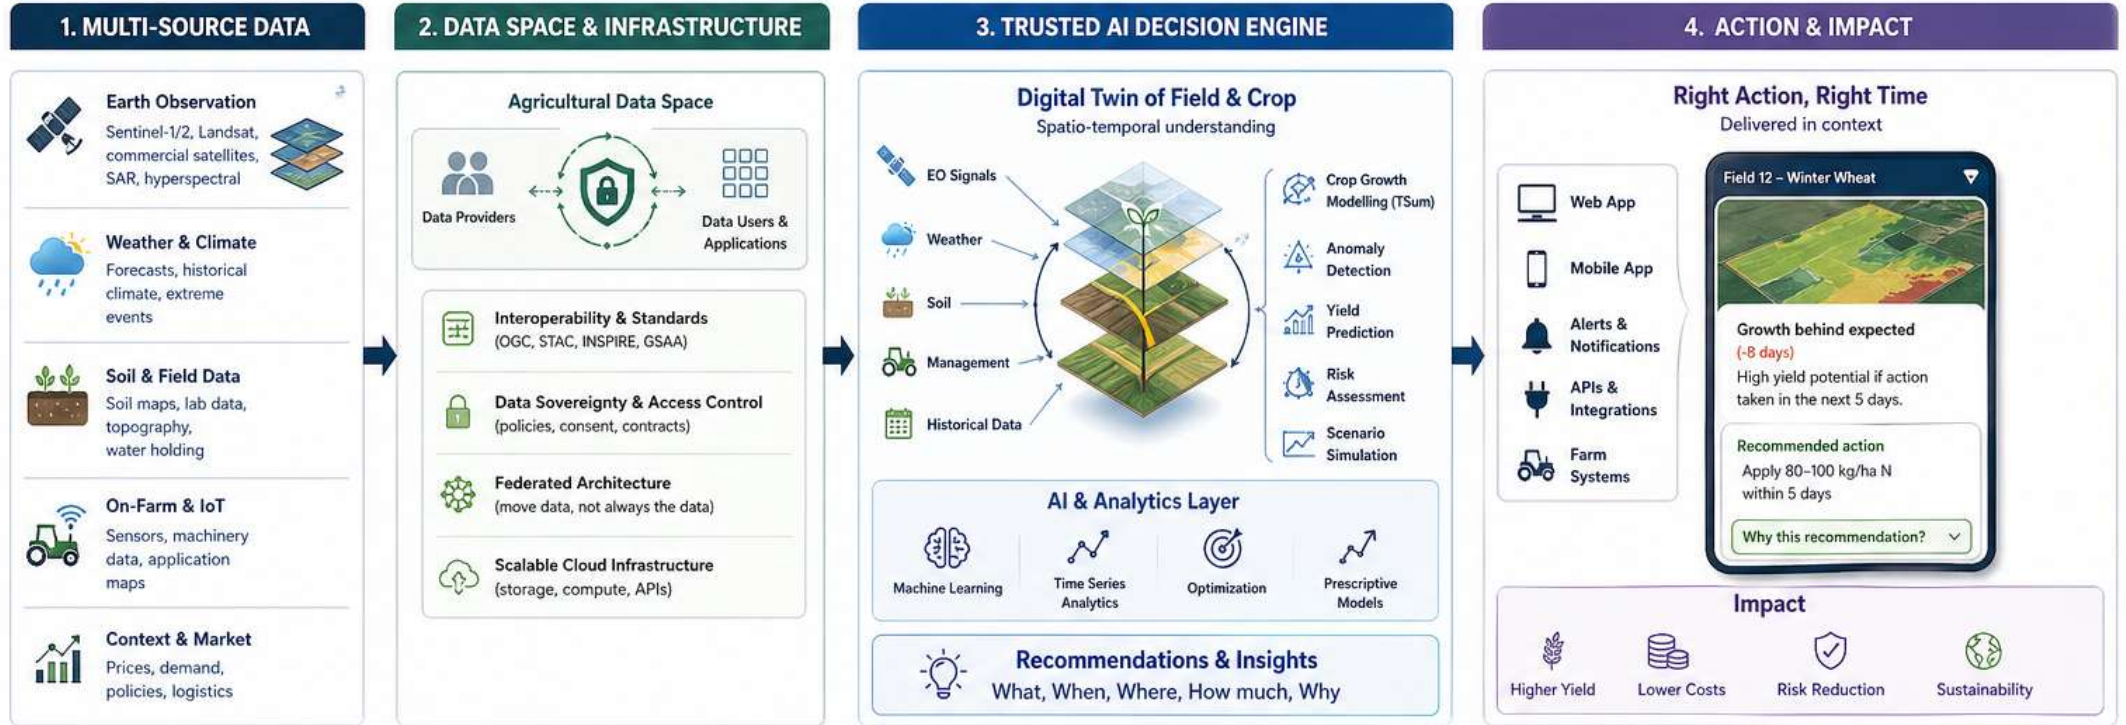 1. MULTI-SOURCE DATA
Earth Observation
Sentinel-1/2, Landsat,
commercial satellites,
SAR, hyperspectral
Weather & Climate
Forecasts, historical
climate, extreme
events
Soil & Field Data
Soil maps, lab data,
topography,
water holding
On-Farm & IoT
Sensors, machinery
data, application
maps
Context & Market
Prices, demand,
policies, logistics
2. DATA SPACE & INFRASTRUCTURE
Agricultural Data Space
Data Providers
Data Users &
Applications
Interoperability & Standards
(OGC, STAC, INSPIRE, GSAA)
Data Sovereignty & Access Control
(policies, consent, contracts)
Federated Architecture
(move data, not always the data)
Scalable Cloud Infrastructure
(storage, compute, APIs)
3. TRUSTED AI DECISION ENGINE
Digital Twin of Field & Crop
Spatio-temporal understanding
EO Signals
Weather
Soil
Management
Historical Data
Crop Growth
Modelling (TSum)
Anomaly
Detection
Yield
Prediction
Risk
Assessment
Scenario
Simulation
AI & Analytics Layer
Machine Learning
Time Series
Analytics
Optimization
Prescriptive
Models
Recommendations & Insights
What, When, Where, How much, Why
4. ACTION & IMPACT
Right Action, Right Time
Delivered in context
Web App
Mobile App
Alerts &
Notifications
APIs &
Integrations
Farm
Systems
Field 12 – Winter Wheat
Growth behind expected
(-8 days)
High yield potential if action
taken in the next 5 days.
Recommended action
Apply 80–100 kg/ha N
within 5 days
Why this recommendation?
Impact
Higher Yield
Lower Costs
Risk Reduction
Sustainability